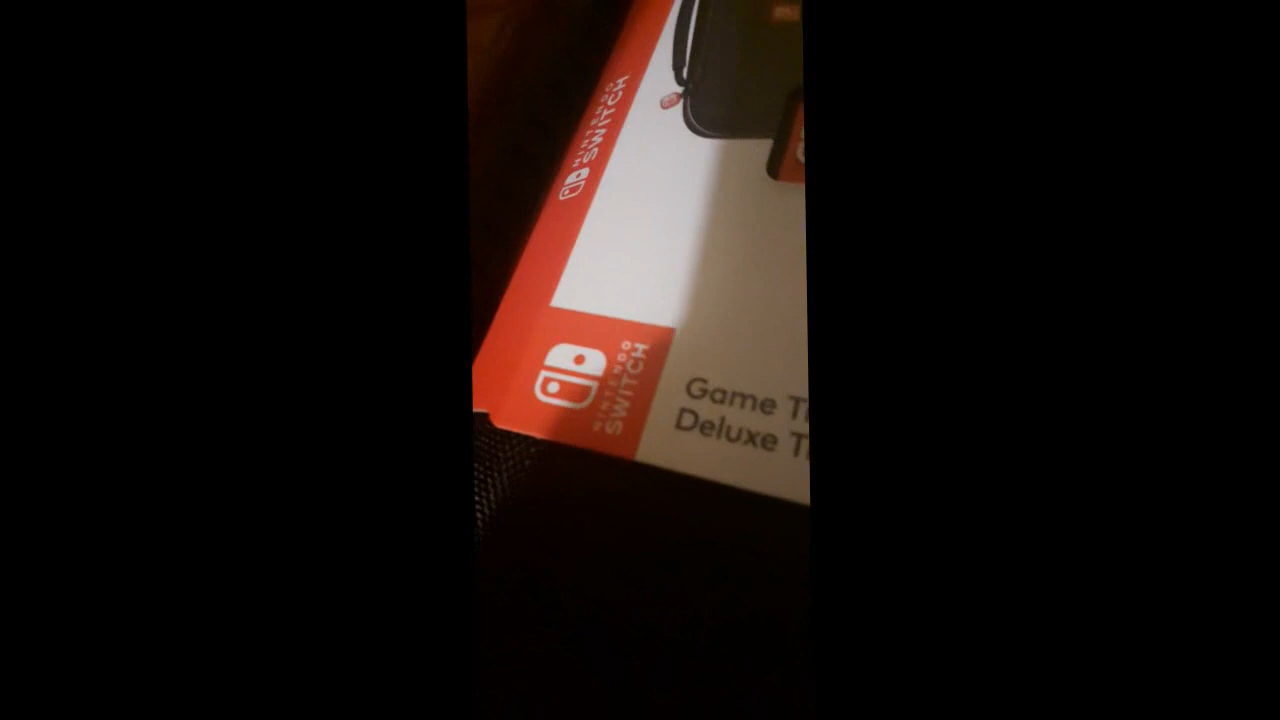 NINTENDO
SWITCH
NINTENDO
SWITCH
Game
Deluxe